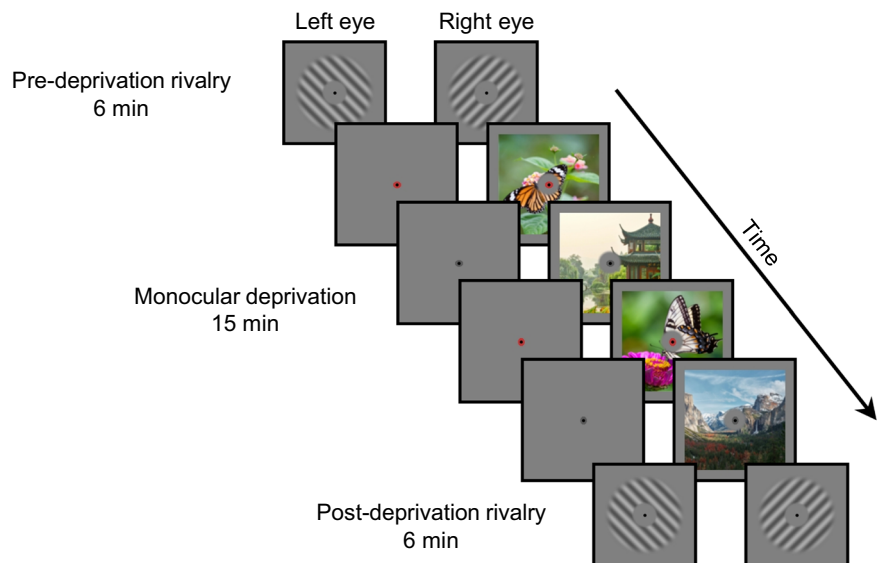 Left eye
Right eye
Pre-deprivation rivalry
6 min
Time
Monocular deprivation
15 min
Post-deprivation rivalry
6 min